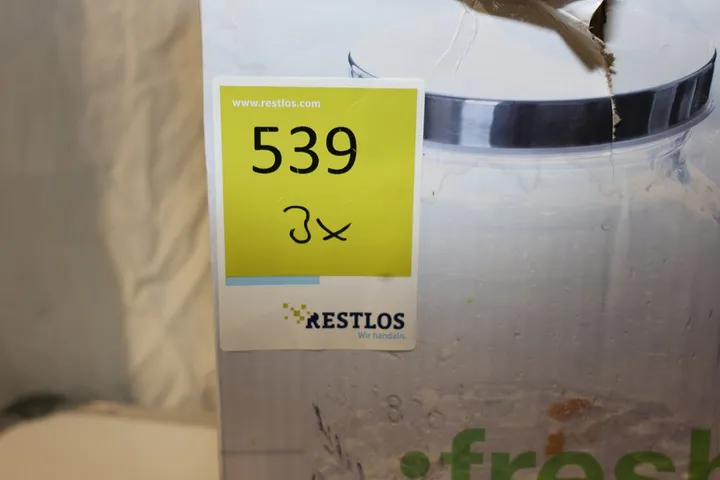 www.restlos.com
539
3x
RESTLOS
Wir handeln.
fresh